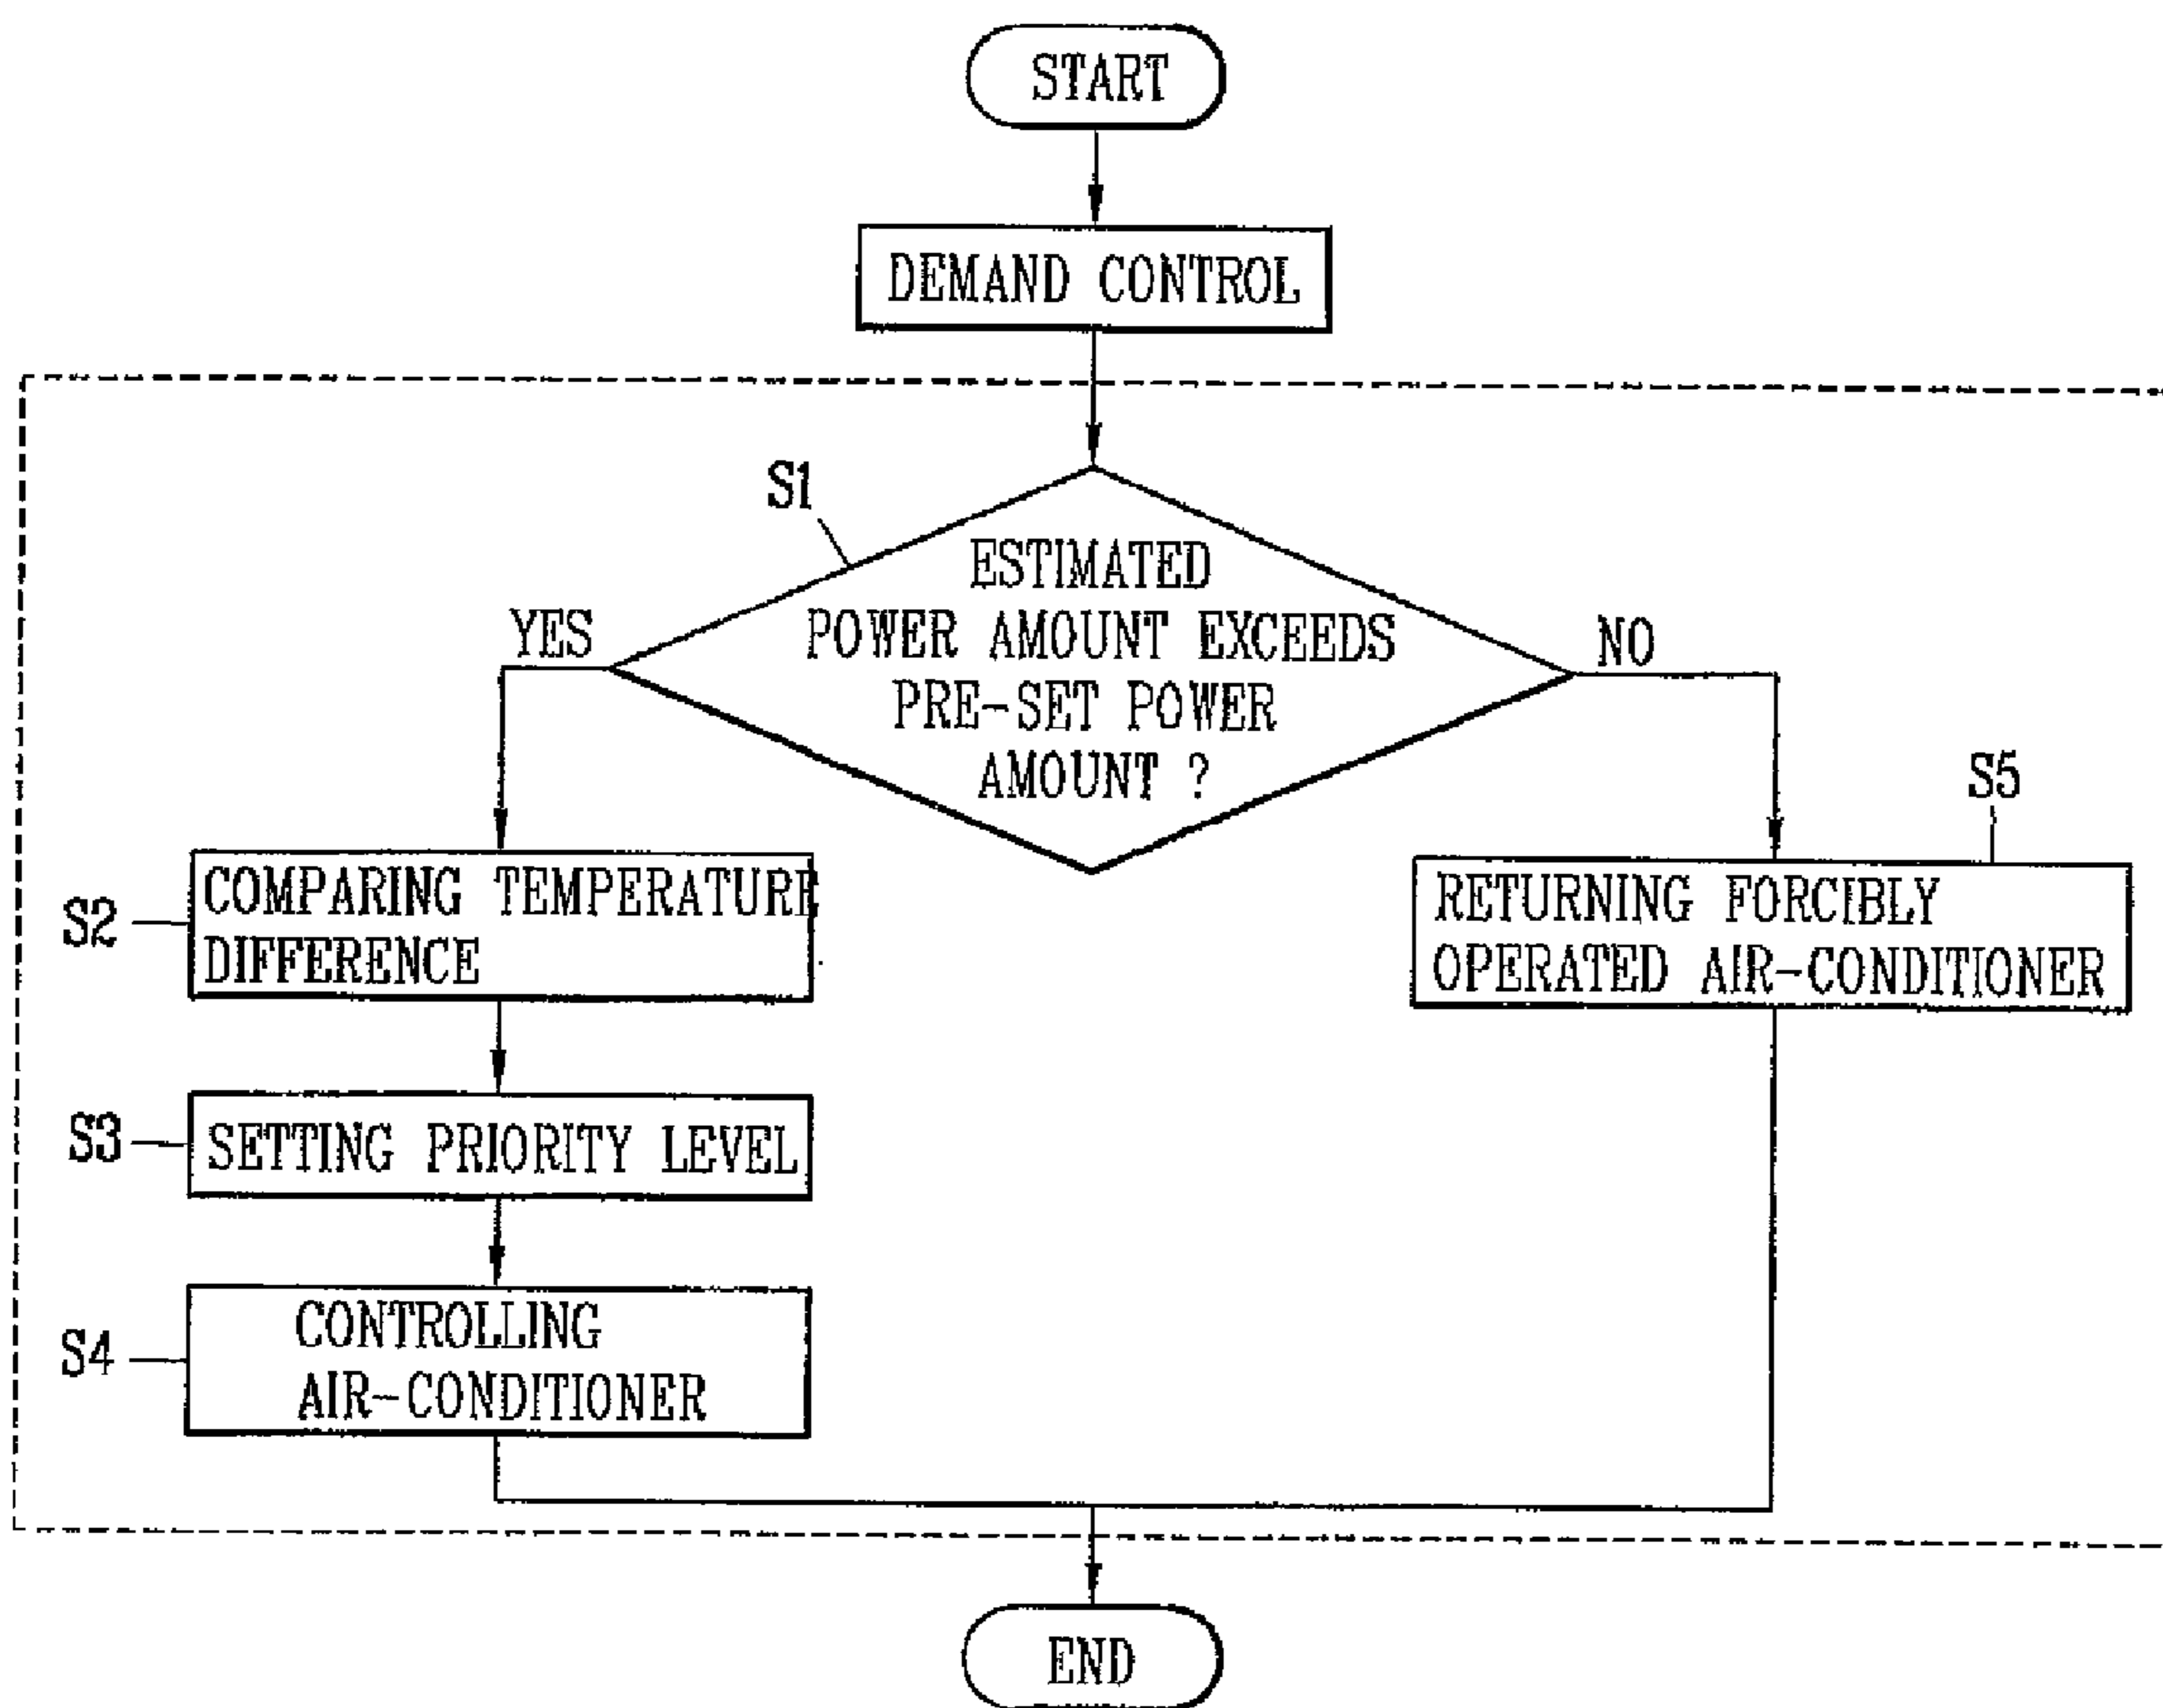 START
DEMAND CONTROL
S1
ESTIMATED
POWER AMOUNT EXCEEDS
PRE-SET POWER
AMOUNT ?
YES
NO
S2
COMPARING TEMPERATURE
DIFFERENCE
S5
RETURNING FORCIBLY
OPERATED AIR-CONDITIONER
S3
SETTING PRIORITY LEVEL
S4
CONTROLLING
AIR-CONDITIONER
END